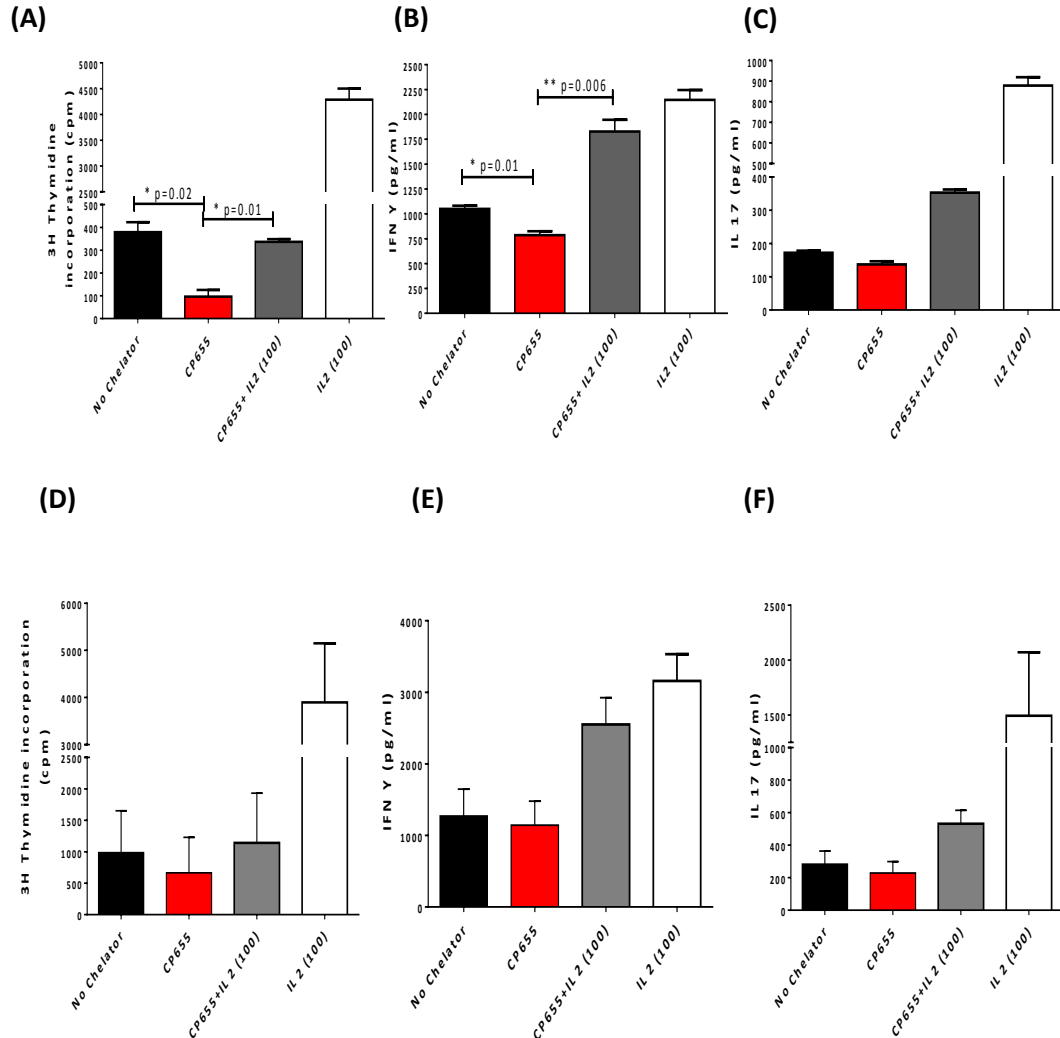 (A)
3H Thymidine
incorporation (cpm)
5000
4500
4000
3500
3000
2500
500
400
300
200
100
0
* p=0.02
* p=0.01
No Chelator
CP655
CP655+ IL2 (100)
IL2 (100)
(B)
IFN Y (pg/ml)
2500
2250
2000
1750
1500
1250
1000
750
500
250
0
** p=0.006
* p=0.01
No Chelator
CP655
CP655+ IL2 (100)
IL2 (100)
(C)
IL 17 (pg/ml)
900
800
700
600
500
400
300
200
100
0
No Chelator
CP655
CP655+ IL2 (100)
IL2 (100)
(D)
3H Thymidine incorporation
(cpm)
6000
5000
4000
3000
2500
2000
1500
1000
500
0
No Chelator
CP655
CP655+IL 2 (100)
IL 2 (100)
(E)
IFN Y (pg/ml)
4000
3000
2000
1000
0
No Chelator
CP655
CP655+IL 2 (100)
IL 2 (100)
(F)
IL 17 (pg/ml)
2500
2000
1500
1000
800
600
400
200
0
No Chelator
CP655
CP655+IL 2 (100)
IL 2 (100)